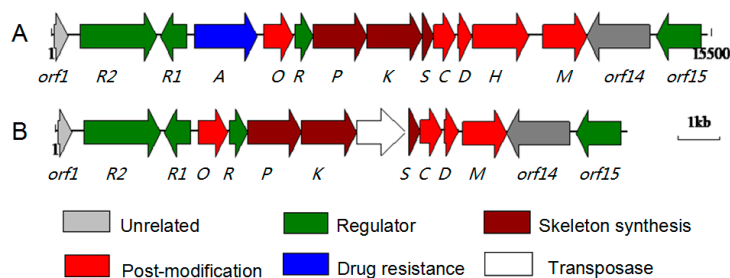 A
1 15500
orf1 R2 R1 A O R P K S C D H M orf14 orf15
B
1
1kb
orf1 R2 R1 O R P K S C D M orf14 orf15
Unrelated Regulator Skeleton synthesis
Post-modification Drug resistance Transposase